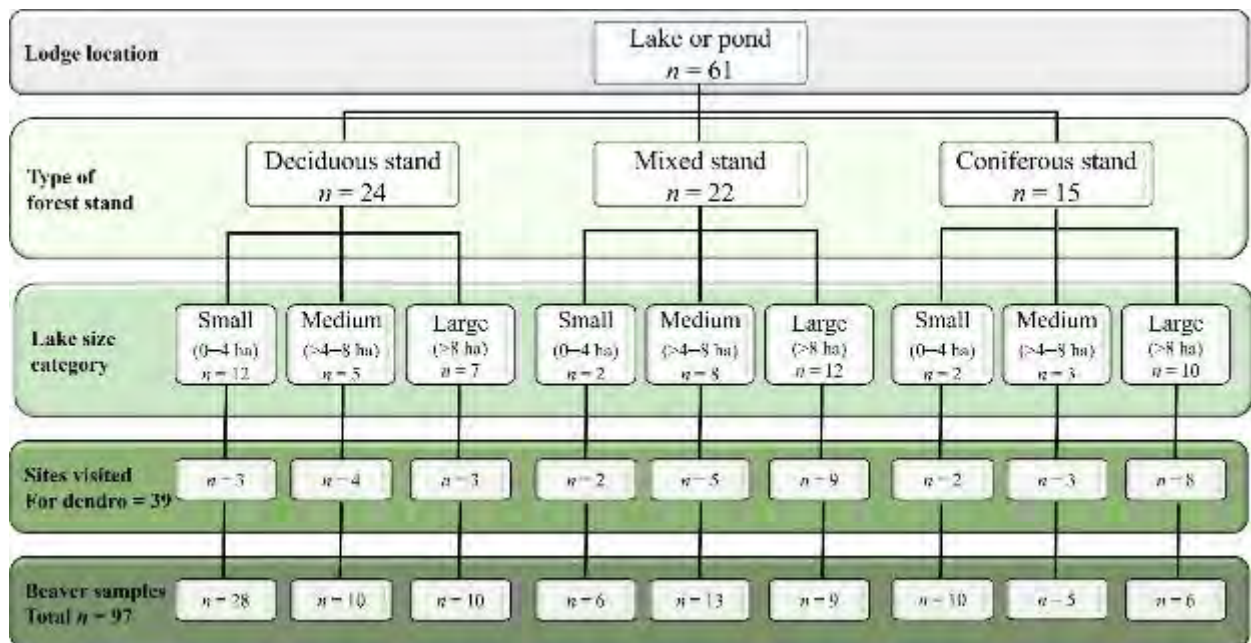 Lodge location
Lake or pond
n = 61
Type of
forest stand
Deciduous stand
n = 24
Mixed stand
n = 22
Coniferous stand
n = 15
Lake size
category
Small
(0–4 ha)
n = 12
Medium
(>4–8 ha)
n = 5
Large
(>8 ha)
n = 7
Small
(0–4 ha)
n = 2
Medium
(>4–8 ha)
n = 8
Large
(>8 ha)
n = 12
Small
(0–4 ha)
n = 2
Medium
(>4–8 ha)
n = 3
Large
(>8 ha)
n = 10
Sites visited
For dendro = 39
n = 3
n = 4
n = 3
n = 2
n = 5
n = 9
n = 2
n = 3
n = 8
Beaver samples
Total n = 97
n = 28
n = 10
n = 10
n = 6
n = 13
n = 9
n = 10
n = 5
n = 6